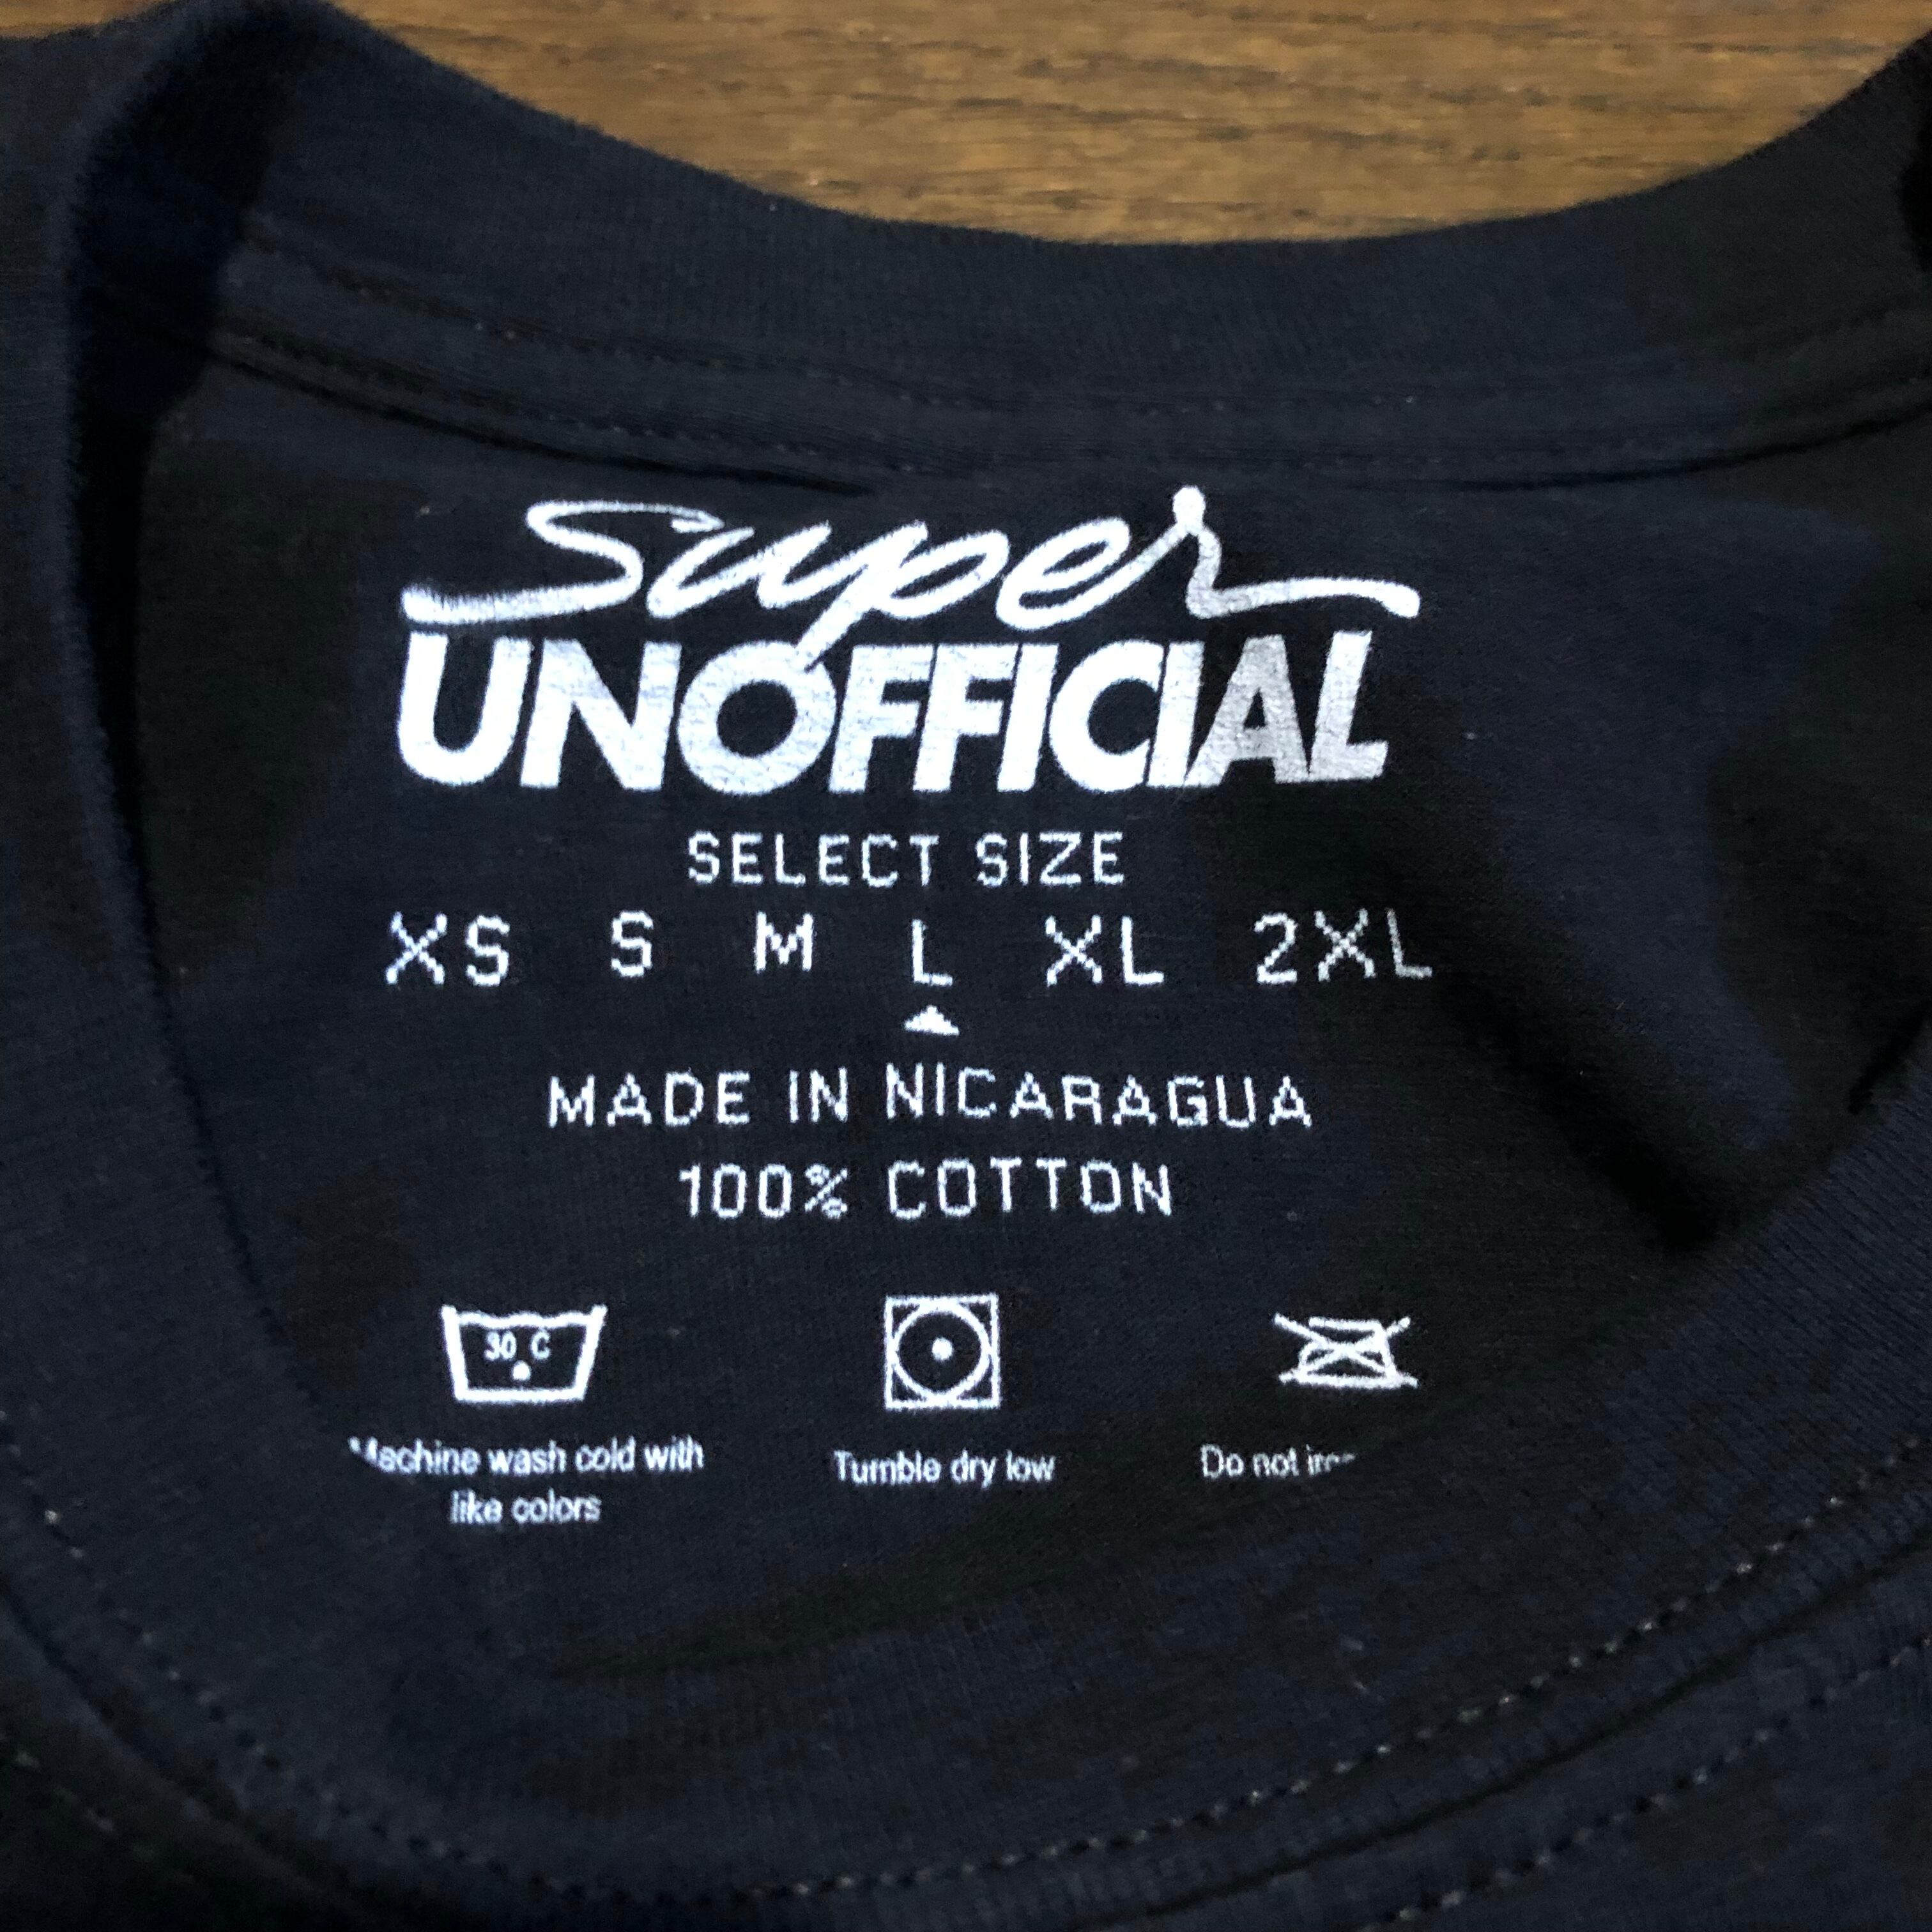 Super
UNOFFICIAL
SELECT SIZE
XS S M L XL 2XL
MADE IN NICARAGUA
100% COTTON
30 C
Machine wash cold with
like colors
Tumble dry low
Do not